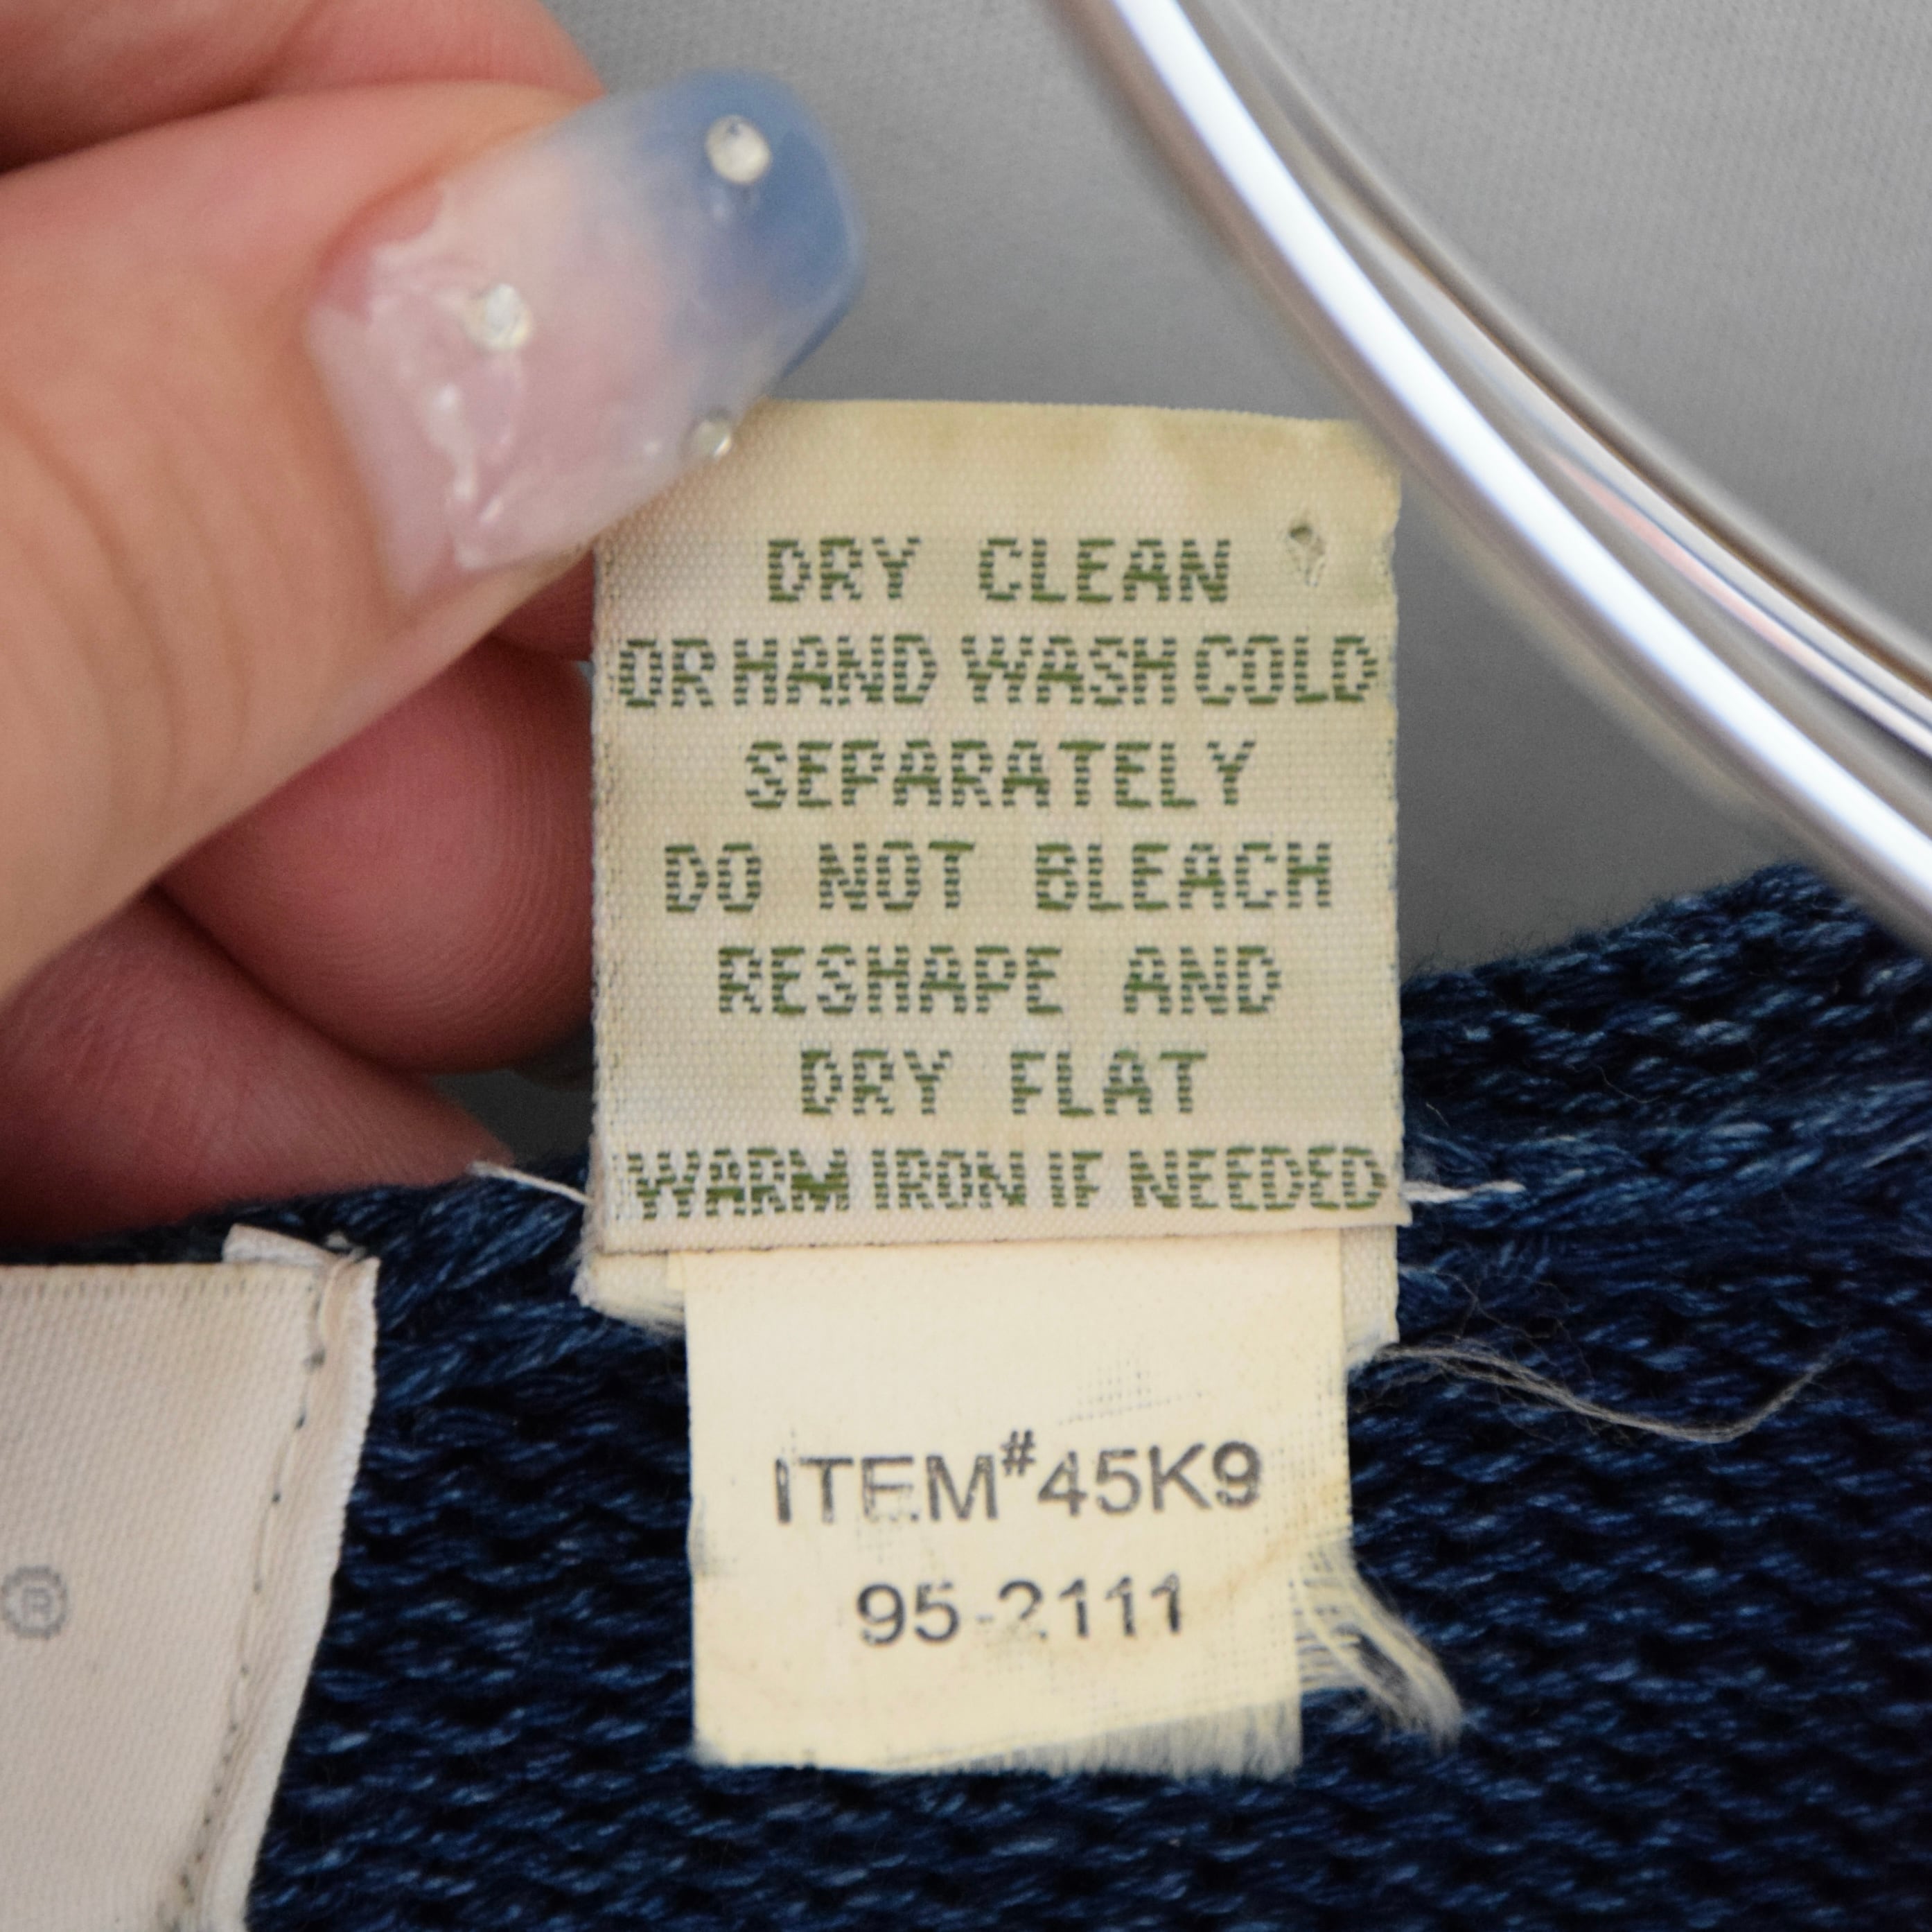 DRY CLEAN
OR HAND WASH COLD
SEPARATELY
DO NOT BLEACH
RESHAPE AND
DRY FLAT
WARM IRON IF NEEDED
ITEM#45K9
95-2111
®